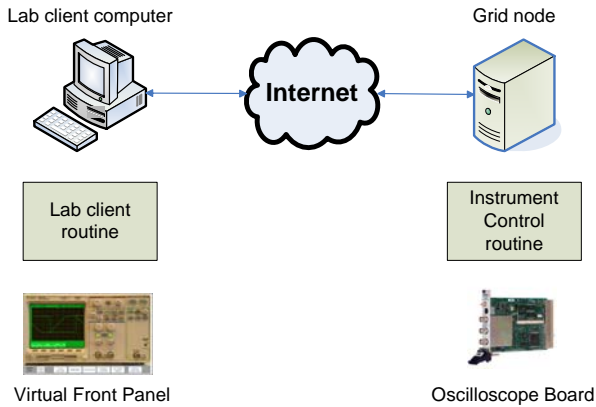 Lab client computer
Grid node
Internet
Lab client
routine
Instrument
Control
routine
Virtual Front Panel
Oscilloscope Board